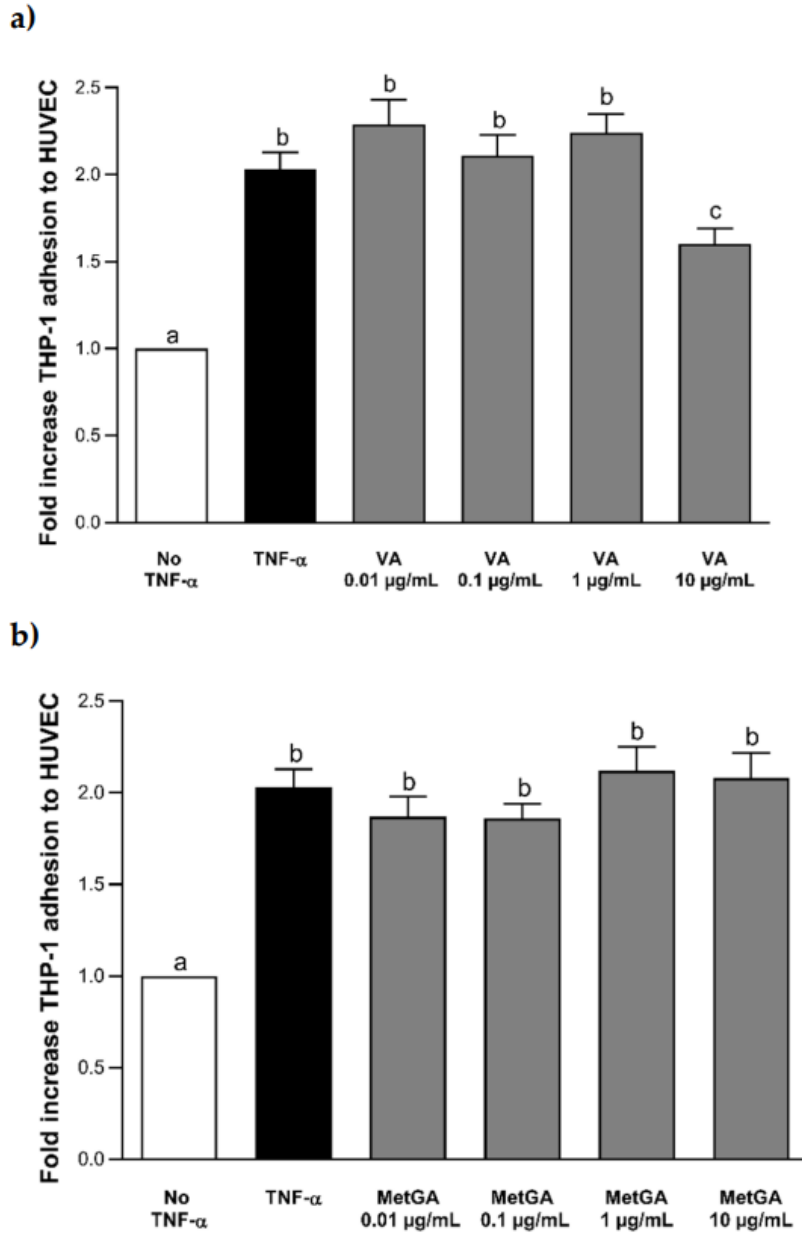 a)
Fold increase THP-1 adhesion to HUVEC
2.5
2.0
1.5
1.0
0.5
0.0
a
b
b
b
b
c
No TNF-α
TNF-α
VA 0.01 µg/mL
VA 0.1 µg/mL
VA 1 µg/mL
VA 10 µg/mL
b)
Fold increase THP-1 adhesion to HUVEC
2.5
2.0
1.5
1.0
0.5
0.0
a
b
b
b
b
b
No TNF-α
TNF-α
MetGA 0.01 µg/mL
MetGA 0.1 µg/mL
MetGA 1 µg/mL
MetGA 10 µg/mL